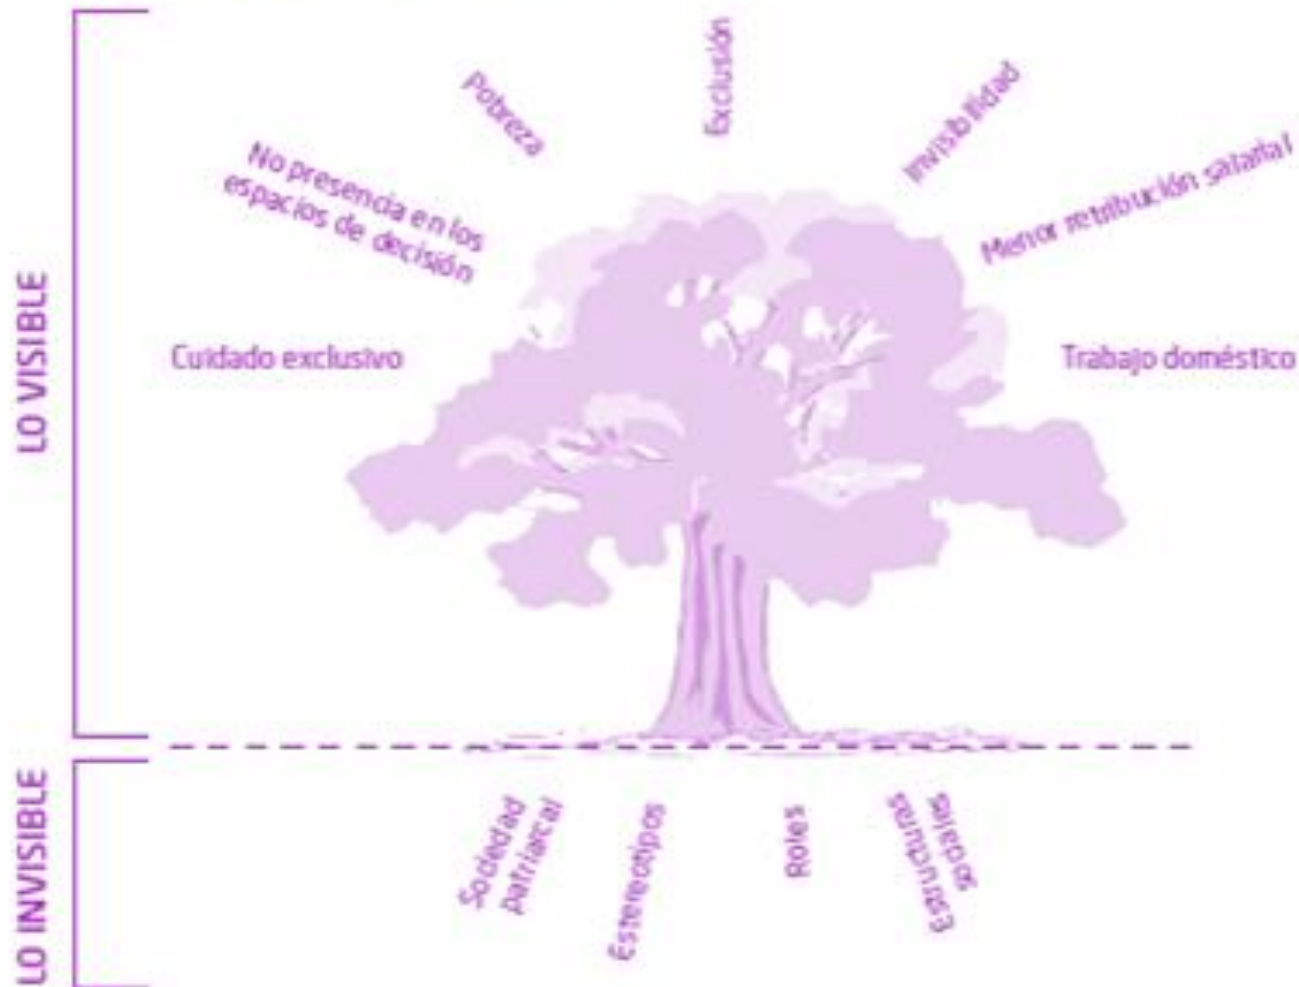 LO VISIBLE
Exclusión
Pobreza
Invisibilidad
No presencia en los
espacios de decisión
Menor retribución salarial
Cuidado exclusivo
Trabajo doméstico
LO INVISIBLE
Sociedad
patriarcal
Estereotipos
Roles
Estructuras
sociales